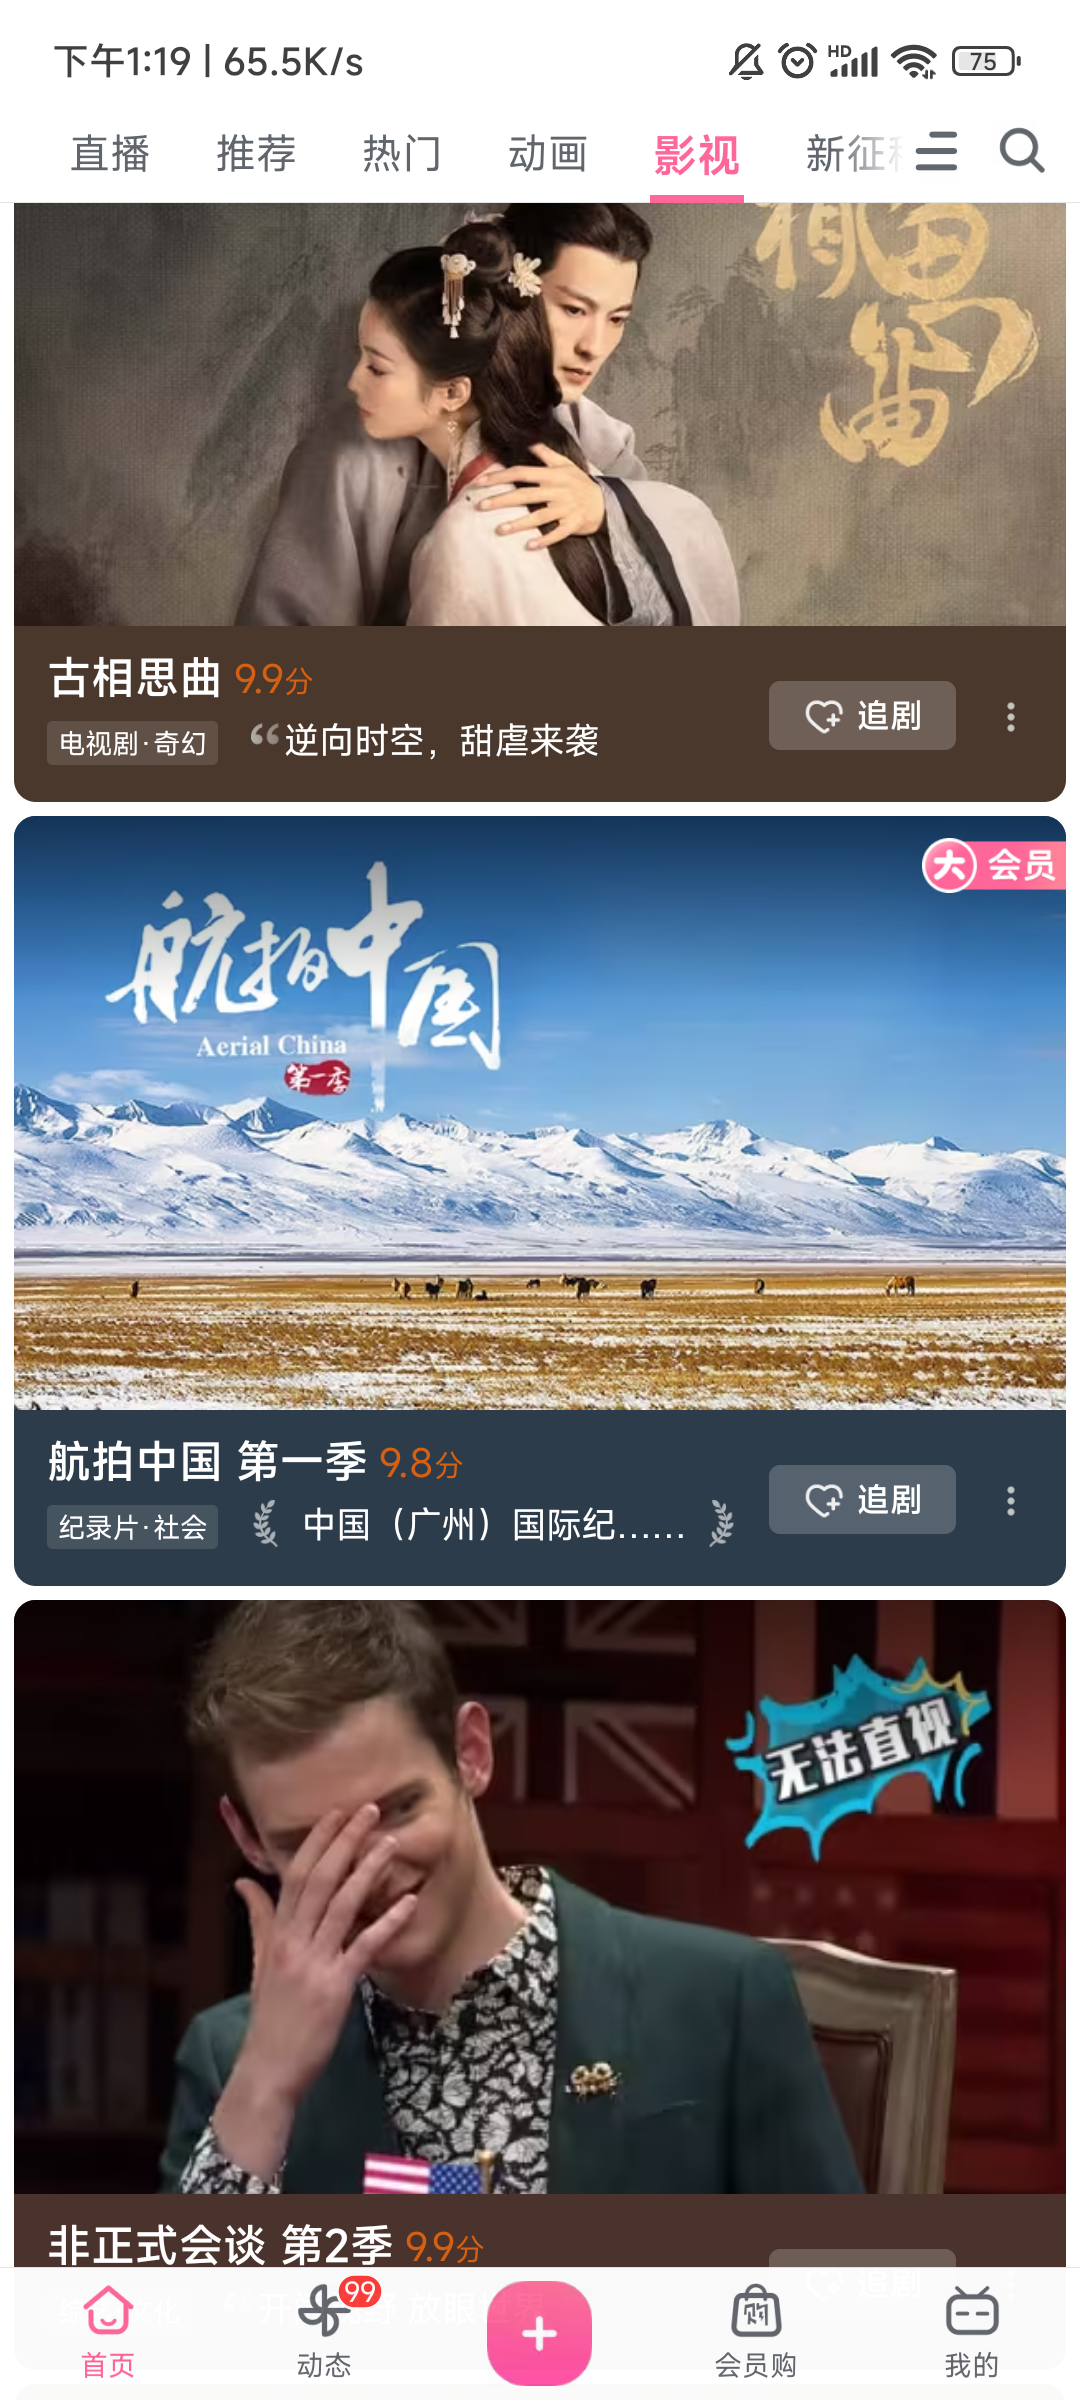 下午1:19 | 65.5K/s
HD
75
直播 推荐 热门 动画 影视 新征
相思
曲
古相思曲 9.9分
追剧
电视剧·奇幻 “逆向时空，甜虐来袭
大 会员
航拍中国
Aerial China
第一季
航拍中国 第一季 9.8分
追剧
纪录片·社会 中国（广州）国际纪……
无法直视
非正式会谈 第2季 9.9分
追剧
99
购
首页 动态 会员购 我的